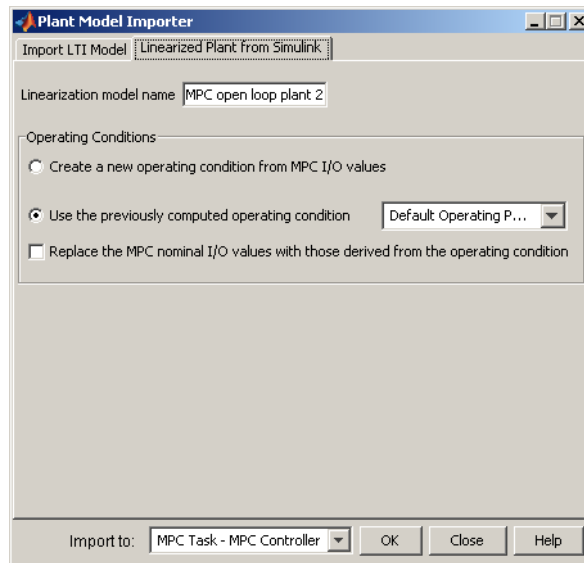 Plant Model Importer
Import LTI Model Linearized Plant from Simulink
Linearization model name MPC open loop plant 2
Operating Conditions
Create a new operating condition from MPC I/O values
Use the previously computed operating condition Default Operating P...
Replace the MPC nominal I/O values with those derived from the operating condition
Import to: MPC Task - MPC Controller OK Close Help